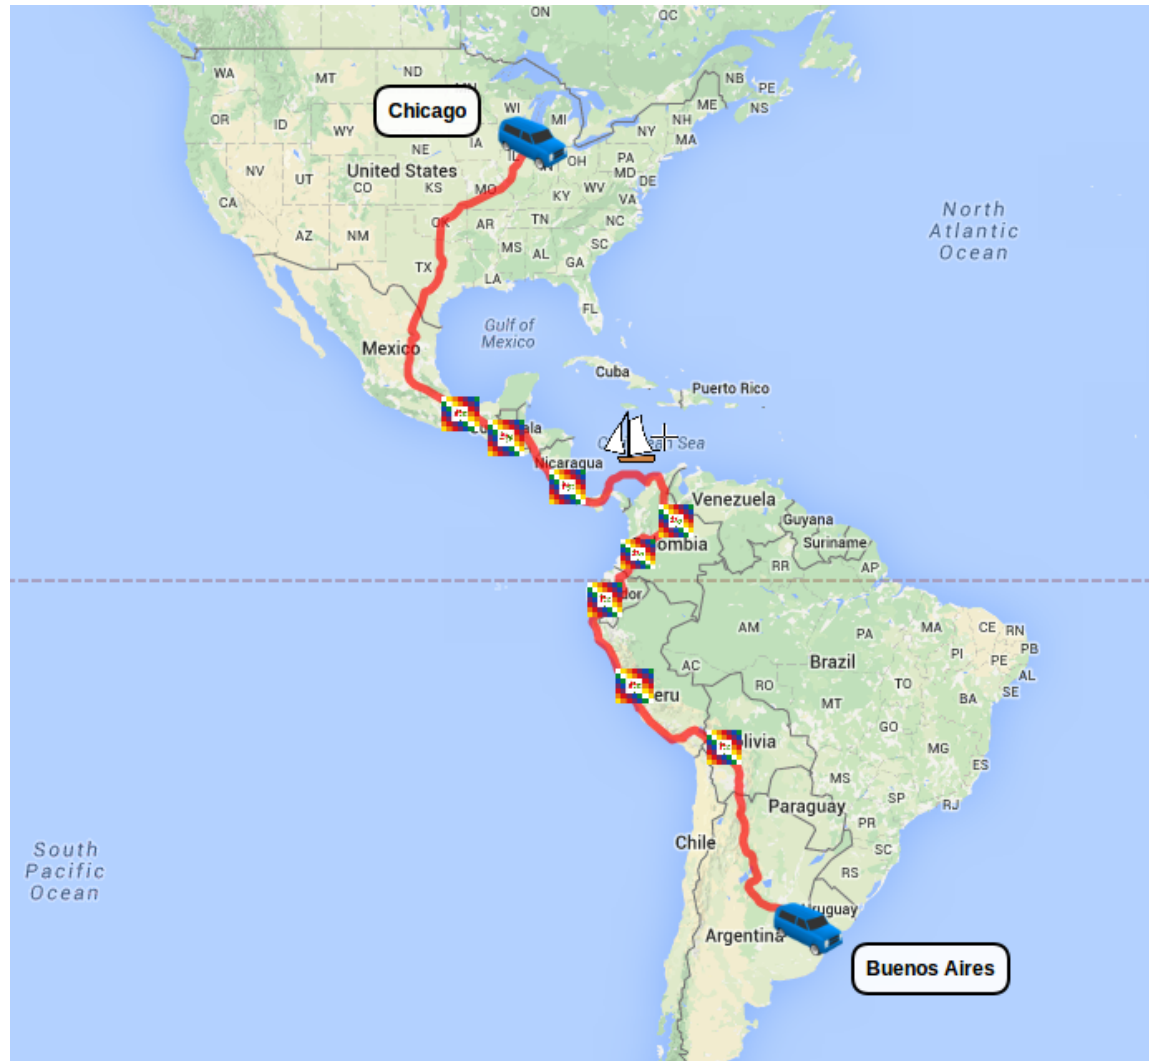 ON
QC
WA
MT
ND
NB
PE
NS
ME
OR
ID
WY
WI
MI
NH
NY
MA
Chicago
NE
IA
OH
PA
MD
DE
United States
NV
UT
CO
KS
MO
KY
WV
VA
CA
AZ
NM
OK
AR
TN
NC
SC
MS
AL
GA
TX
LA
FL
North
Atlantic
Ocean
Gulf of
Mexico
Mexico
Cuba
Puerto Rico
Nicaragua
Sea
Venezuela
Guyana
Suriname
RR
AP
AM
PA
MA
CE
RN
PB
PI
PE
AL
SE
AC
Brazil
RO
TO
BA
MT
GO
MG
ES
MS
Paraguay
SP
RJ
PR
Chile
SC
RS
South
Pacific
Ocean
Uruguay
Argentina
Buenos Aires